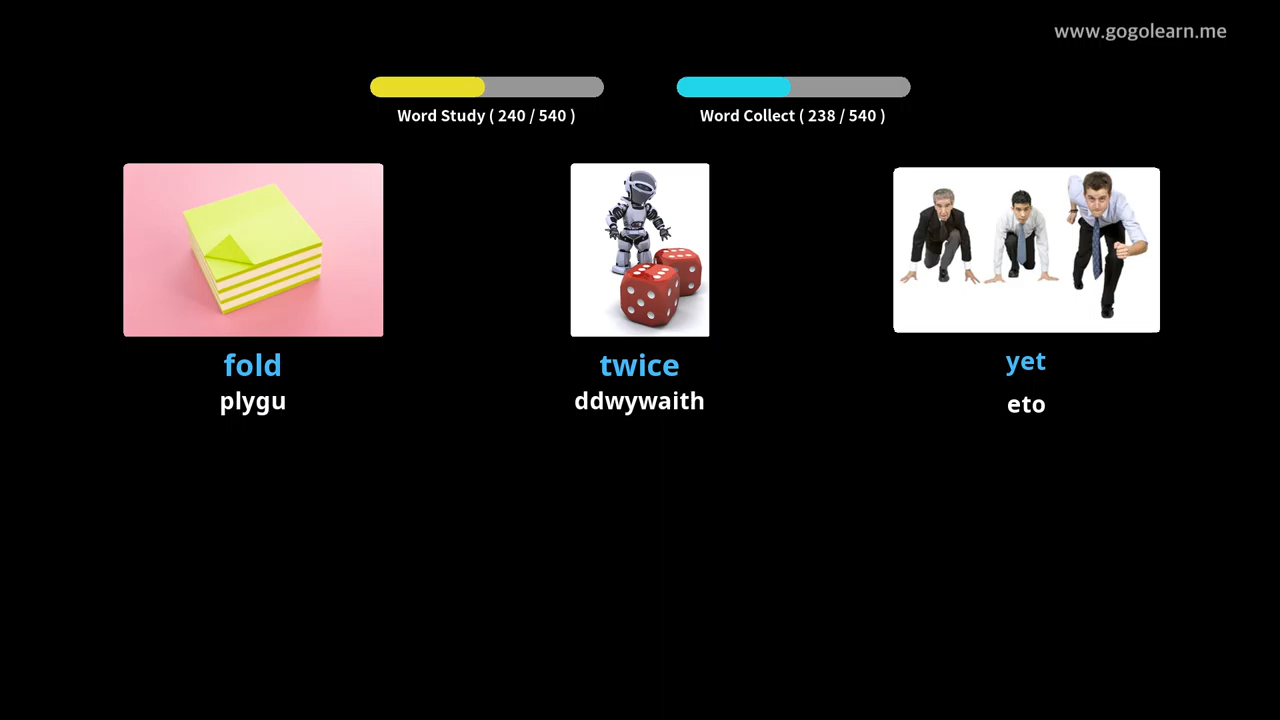 www.gogolearn.me
Word Study ( 240 / 540 )
Word Collect ( 238 / 540 )
fold
plygu
twice
ddwywaith
yet
eto